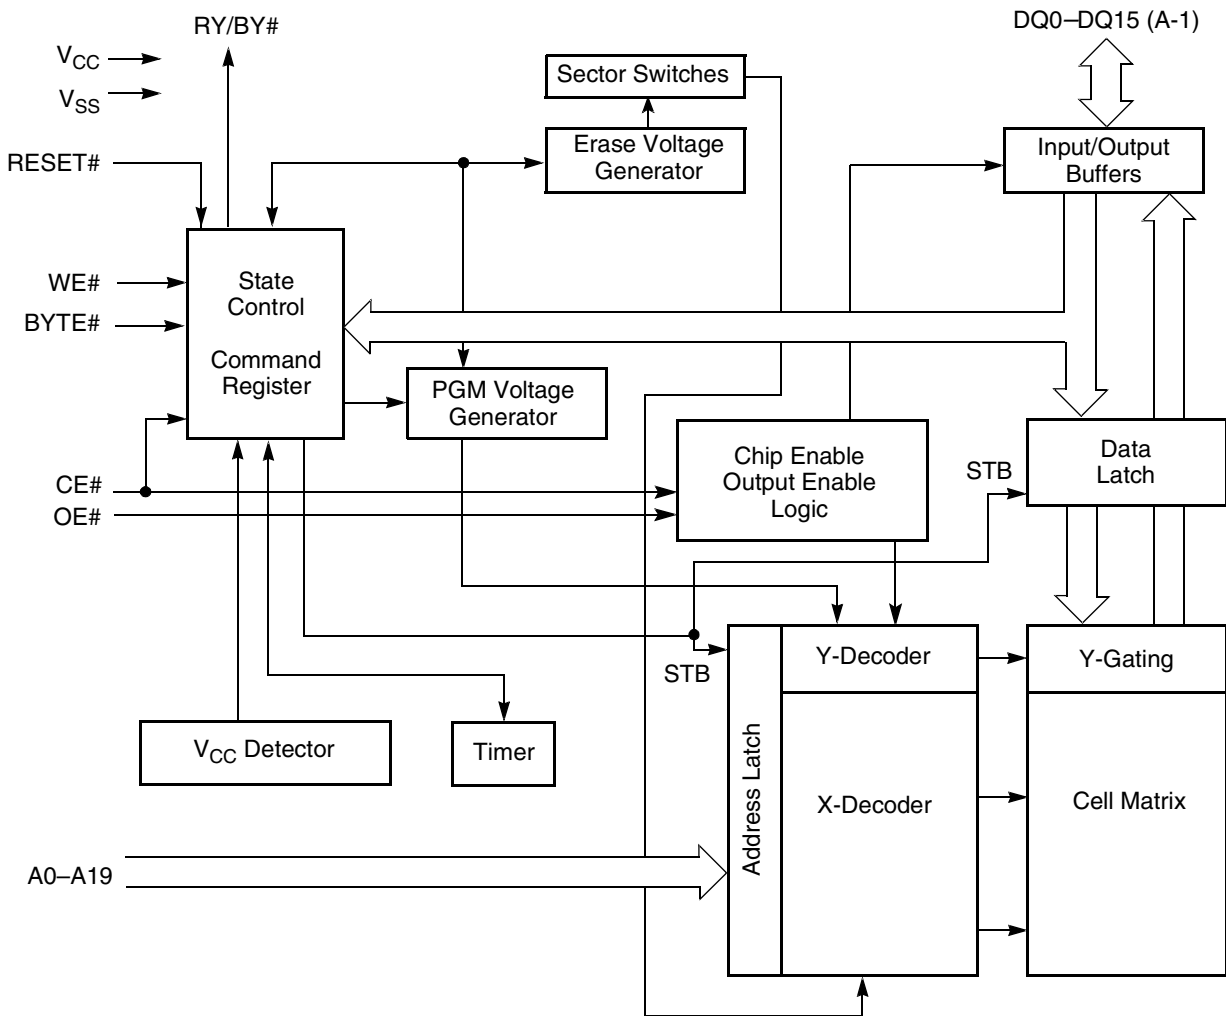 RY/BY#
DQ0–DQ15 (A-1)
VCC
VSS
Sector Switches
Erase Voltage
Generator
Input/Output
Buffers
RESET#
WE#
BYTE#
State
Control
Command
Register
PGM Voltage
Generator
CE#
OE#
Chip Enable
Output Enable
Logic
STB
Data
Latch
STB
Y-Decoder
Y-Gating
VCC Detector
Timer
Address Latch
X-Decoder
Cell Matrix
A0–A19